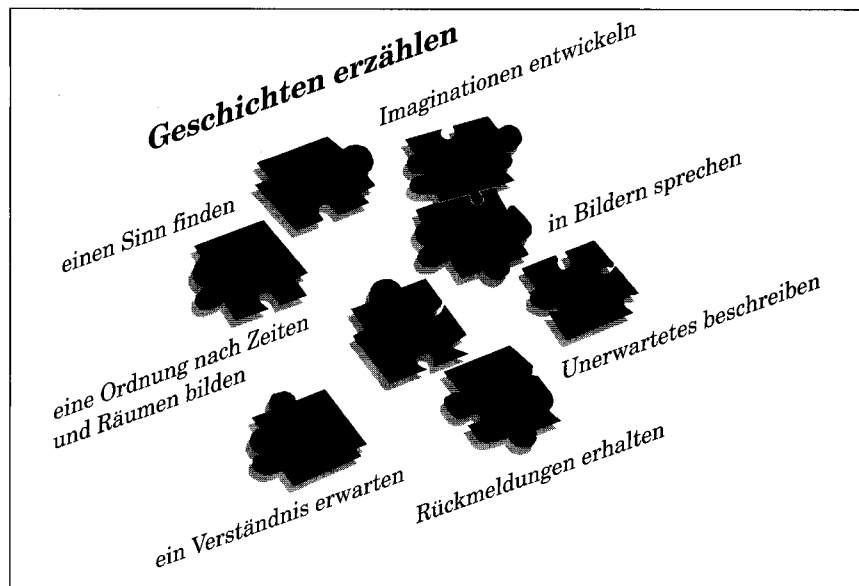 Geschichten erzählen
Imaginationen entwickeln
einen Sinn finden
in Bildern sprechen
eine Ordnung nach Zeiten
und Räumen bilden
Unerwartetes beschreiben
ein Verständnis erwarten
Rückmeldungen erhalten